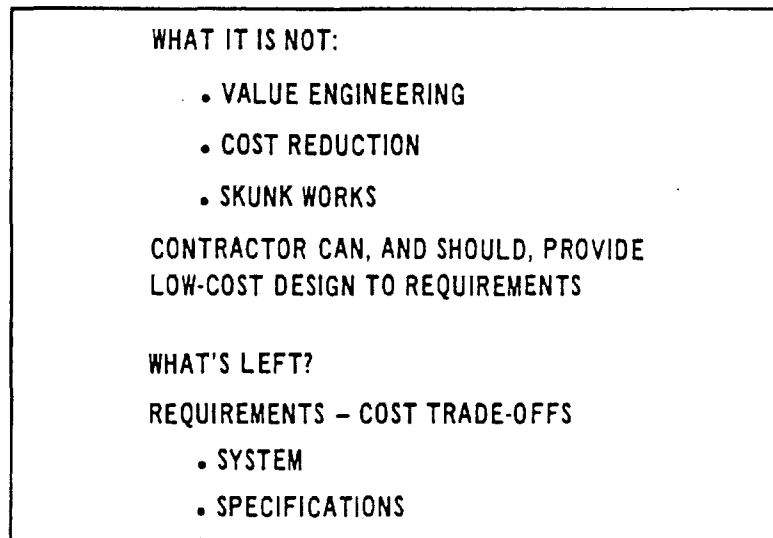 WHAT IT IS NOT:
• VALUE ENGINEERING
• COST REDUCTION
• SKUNK WORKS
CONTRACTOR CAN, AND SHOULD, PROVIDE
LOW-COST DESIGN TO REQUIREMENTS
WHAT'S LEFT?
REQUIREMENTS – COST TRADE-OFFS
• SYSTEM
• SPECIFICATIONS